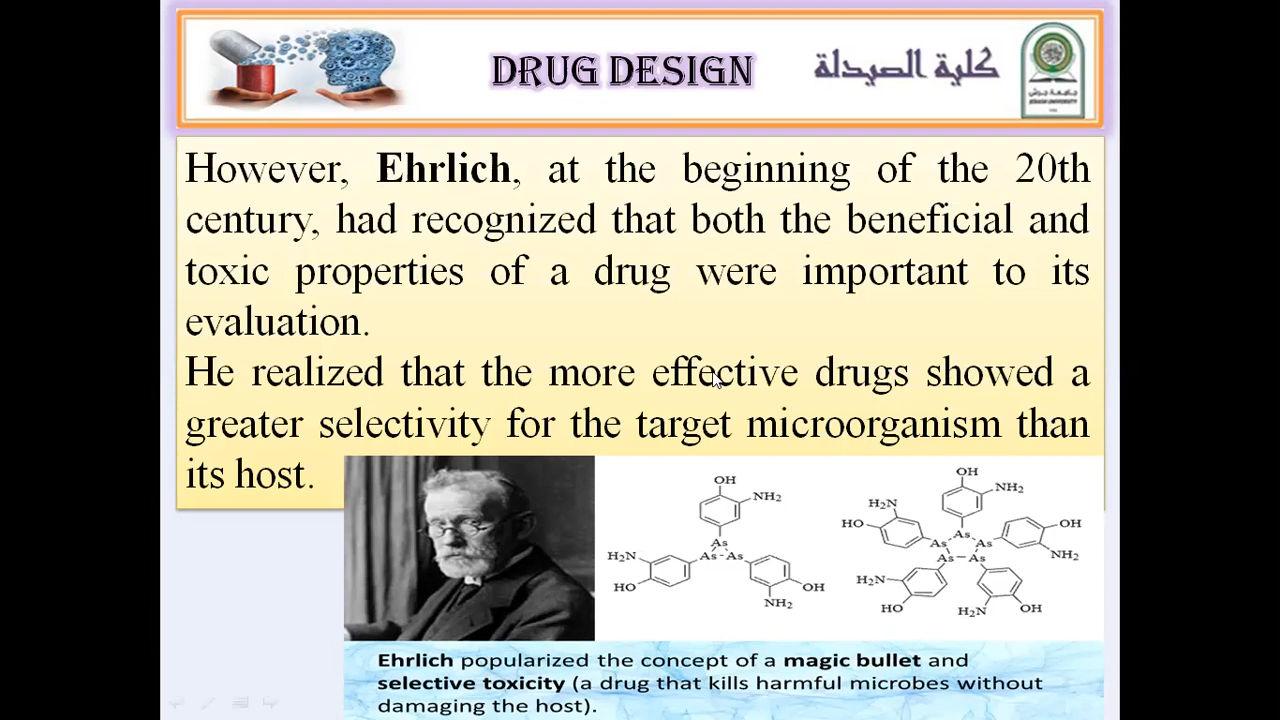 DRUG DESIGN
كلية الصيدلة
جامعة جرش
JERASH UNIVERSITY
However, Ehrlich, at the beginning of the 20th
century, had recognized that both the beneficial and
toxic properties of a drug were important to its
evaluation.
He realized that the more effective drugs showed a
greater selectivity for the target microorganism than
its host.
OH
NH2
As
As - As
H2N
HO
OH
NH2
OH
NH2
H2N
HO
OH
NH2
As
As
As
As
As
H2N
HO
H2N
OH
Ehrlich popularized the concept of a magic bullet and
selective toxicity (a drug that kills harmful microbes without
damaging the host).